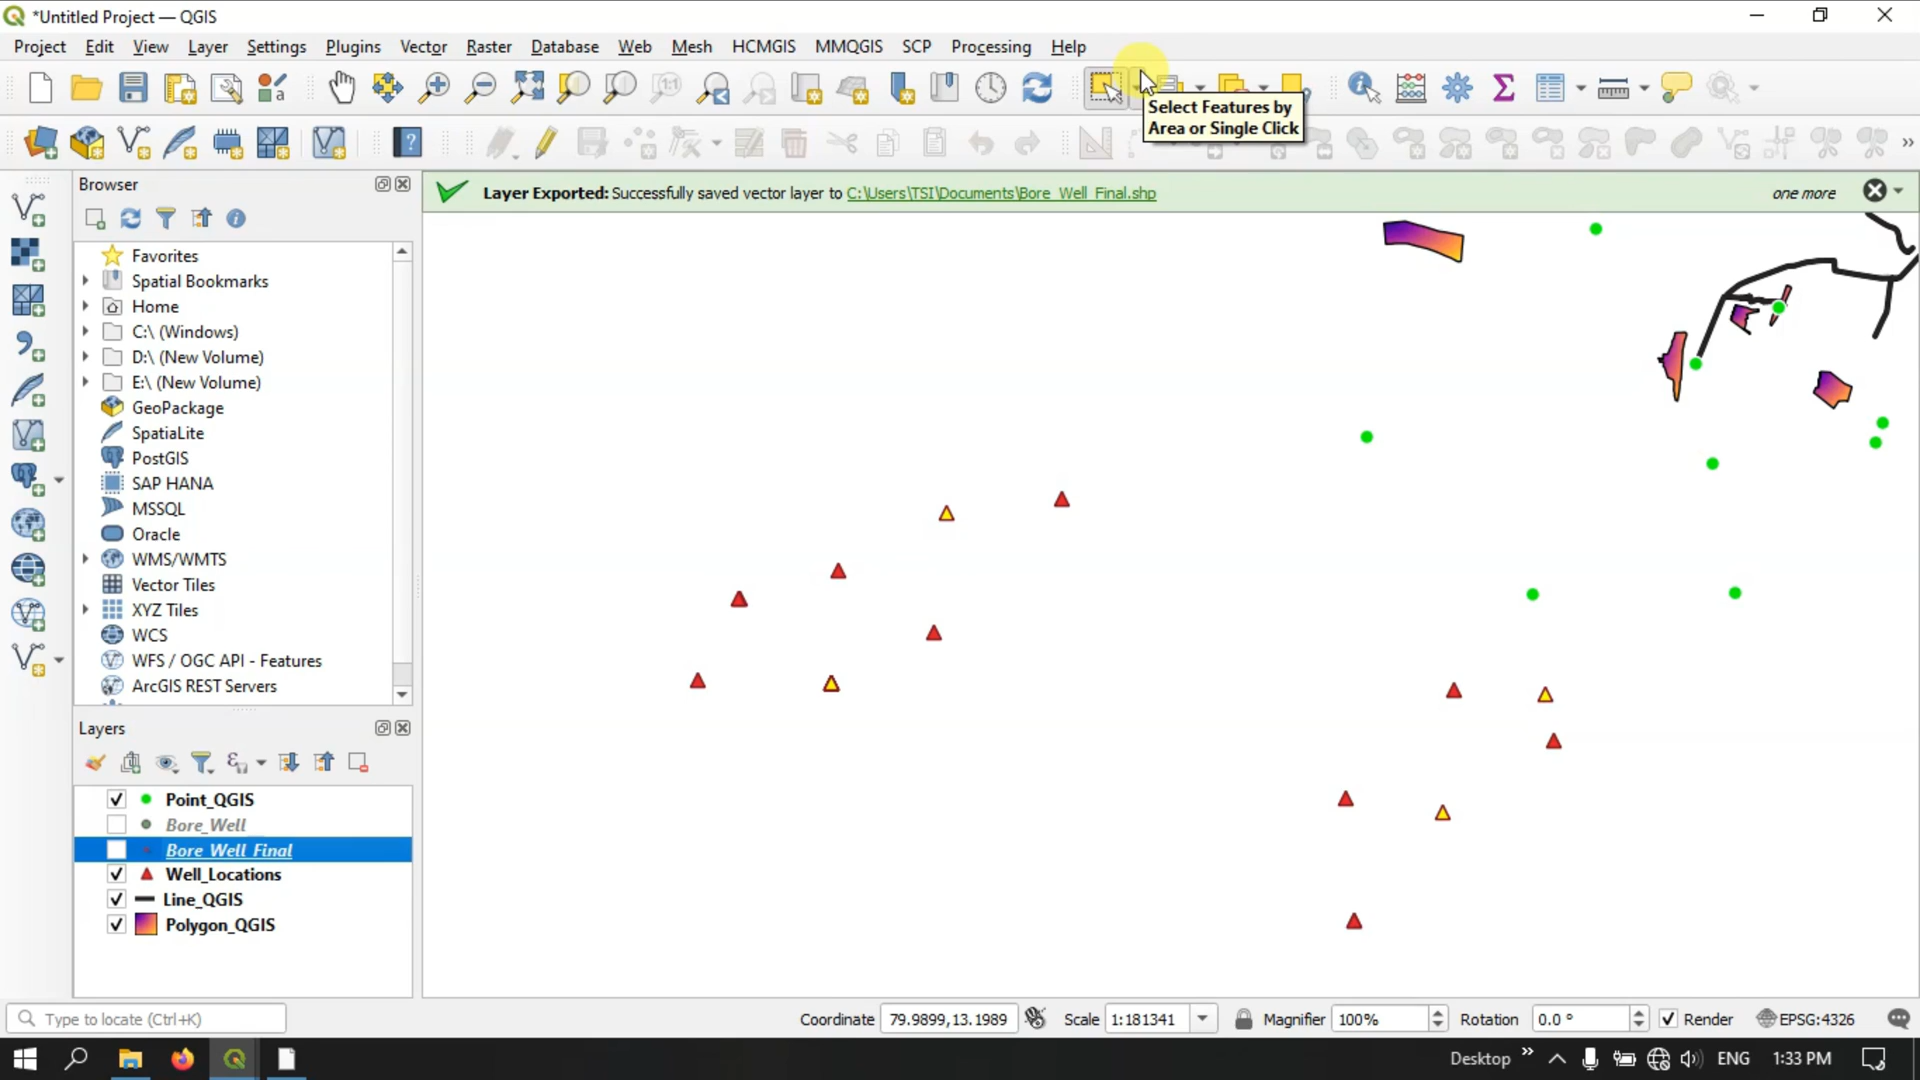 *Untitled Project — QGIS
Project Edit View Layer Settings Plugins Vector Raster Database Web Mesh HCMGIS MMQGIS SCP Processing Help
Select Features by
Area or Single Click
Browser
Layer Exported: Successfully saved vector layer to C:\Users\TSI\Documents\Bore_Well_Final.shp
one more
Favorites
Spatial Bookmarks
Home
C:\ (Windows)
D:\ (New Volume)
E:\ (New Volume)
GeoPackage
SpatiaLite
PostGIS
SAP HANA
MSSQL
Oracle
WMS/WMTS
Vector Tiles
XYZ Tiles
WCS
WFS / OGC API - Features
ArcGIS REST Servers
Layers
Point_QGIS
Bore_Well
Bore_Well_Final
Well_Locations
Line_QGIS
Polygon_QGIS
Type to locate (Ctrl+K)
Coordinate 79.9899,13.1989
Scale 1:181341
Magnifier 100%
Rotation 0.0 °
Render
EPSG:4326
Desktop
ENG
1:33 PM